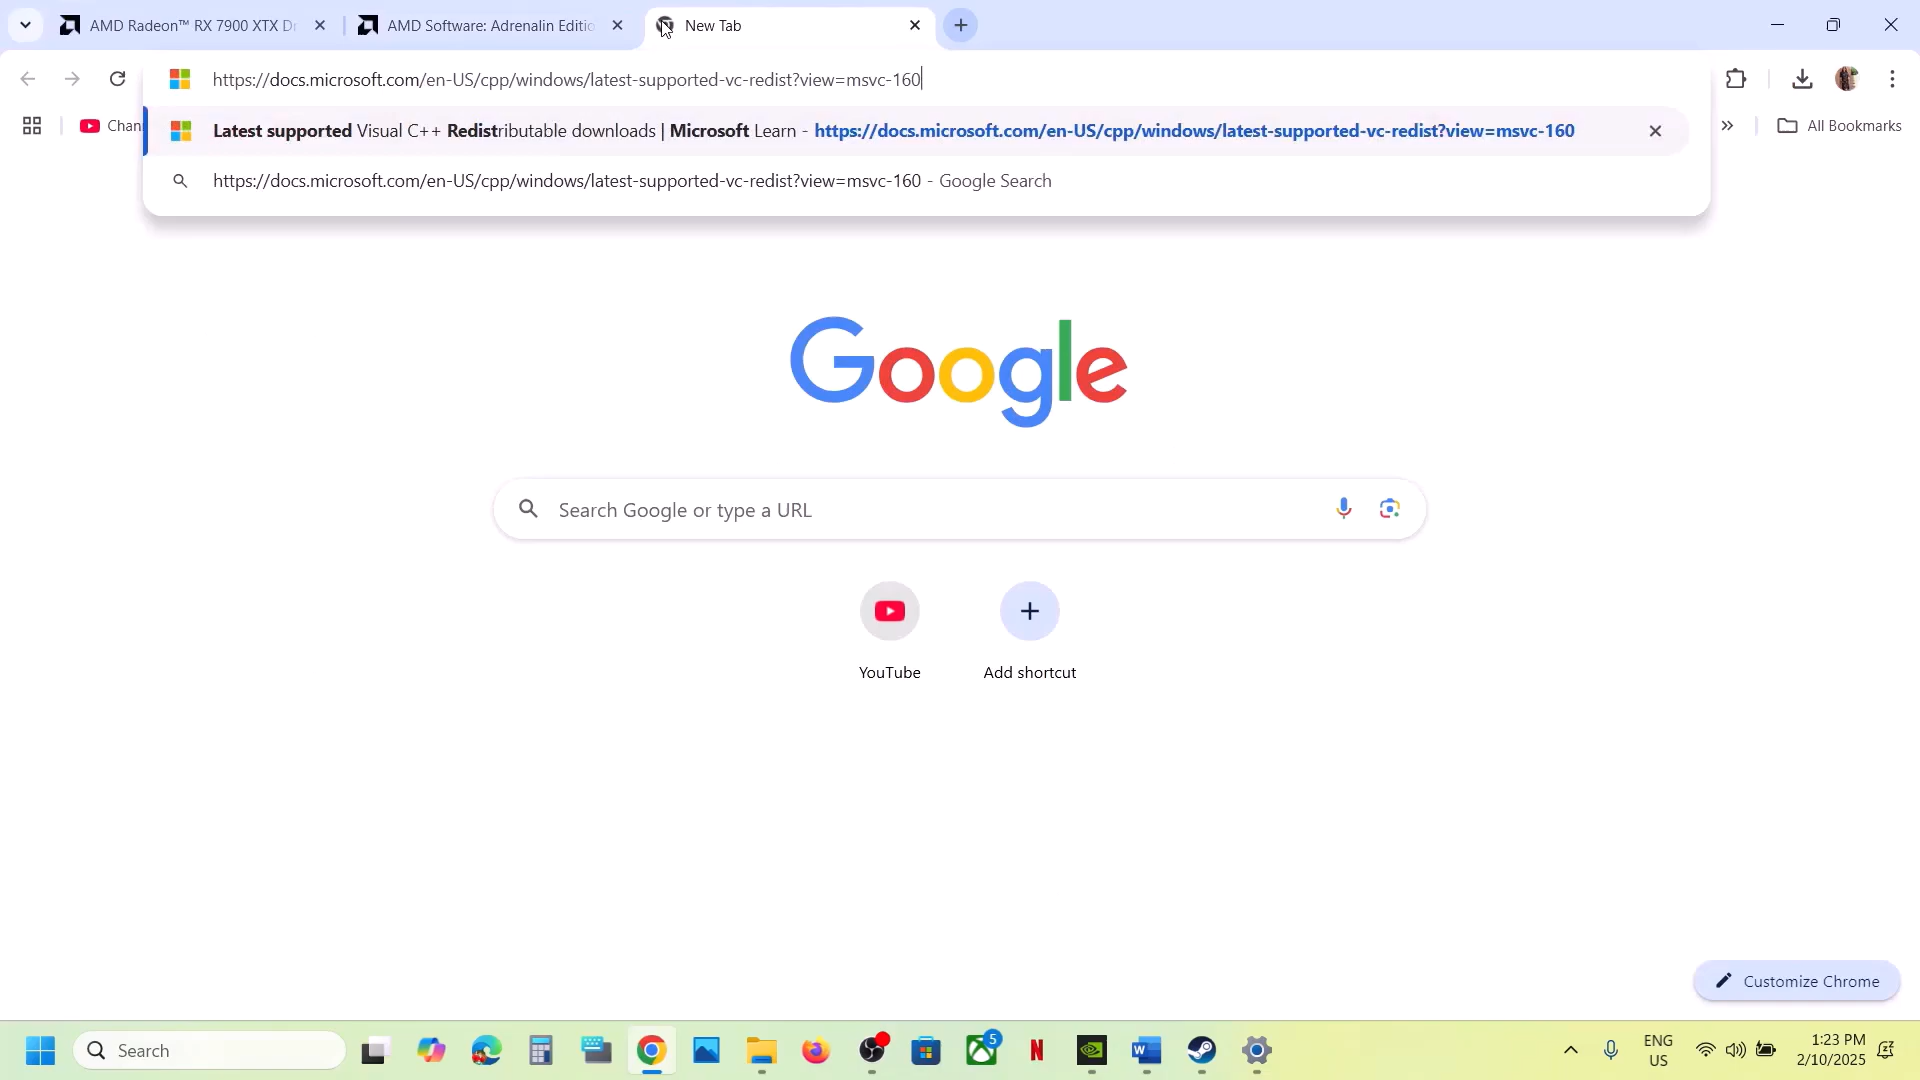 AMD Radeon™ RX 7900 XTX Dr
AMD Software: Adrenalin Editio
New Tab
https://docs.microsoft.com/en-US/cpp/windows/latest-supported-vc-redist?view=msvc-160
Chan
Latest supported Visual C++ Redistributable downloads | Microsoft Learn - https://docs.microsoft.com/en-US/cpp/windows/latest-supported-vc-redist?view=msvc-160
All Bookmarks
https://docs.microsoft.com/en-US/cpp/windows/latest-supported-vc-redist?view=msvc-160 - Google Search
Google
Search Google or type a URL
YouTube
Add shortcut
Customize Chrome
Search
5
N
W
ENG
US
1:23 PM
2/10/2025